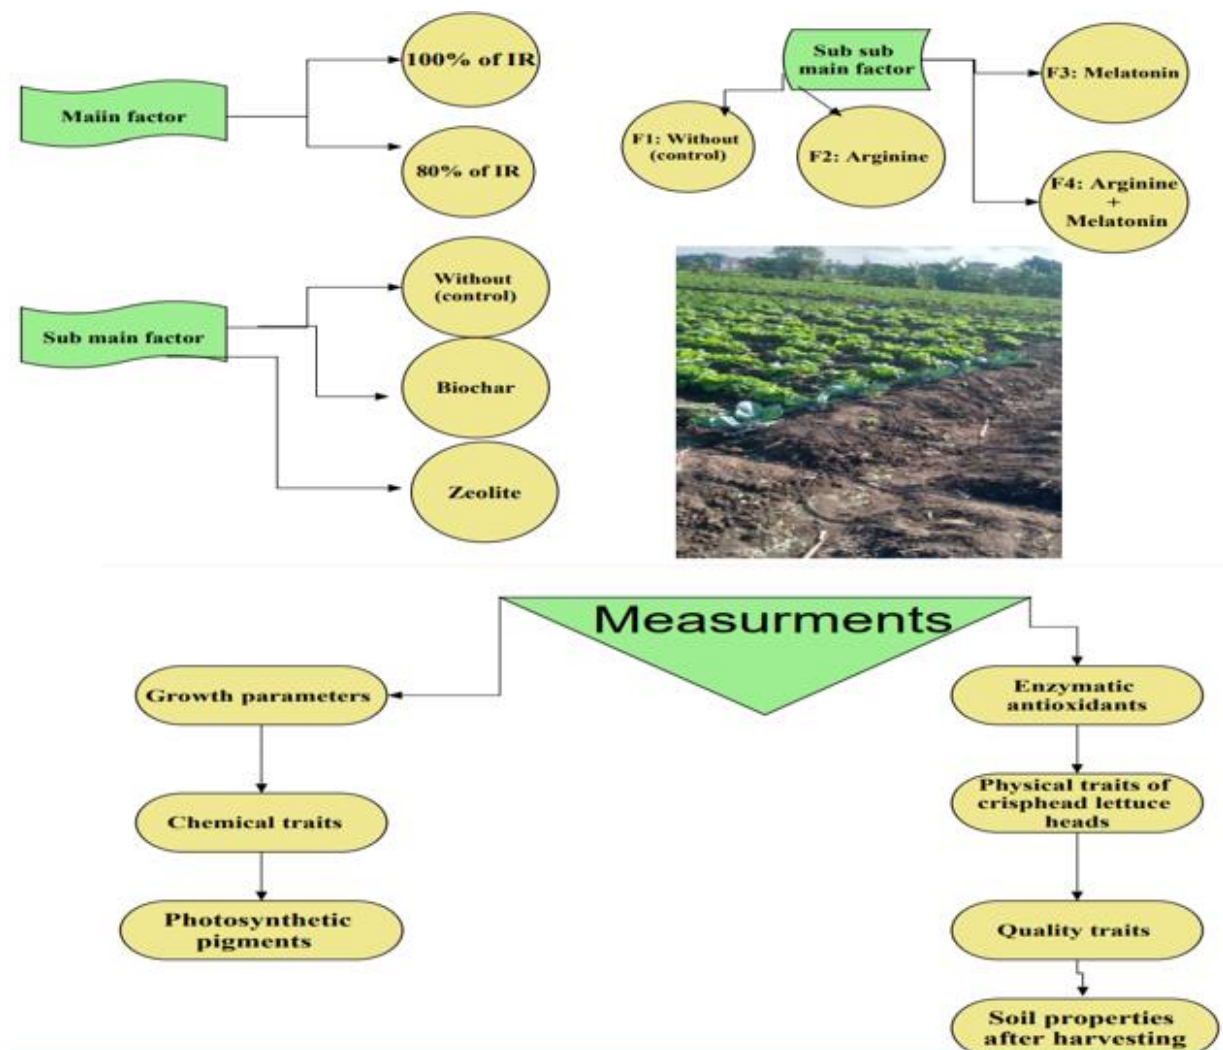 Maiin factor
100% of IR
80% of IR
Sub main factor
Without
(control)
Biochar
Zeolite
Sub sub
main factor
F1: Without
(control)
F2: Arginine
F3: Melatonin
F4: Arginine
+
Melatonin
Measurments
Growth parameters
Chemical traits
Photosynthetic
pigments
Enzymatic
antioxidants
Physical traits of
crisphead lettuce
heads
Quality traits
Soil properties
after harvesting